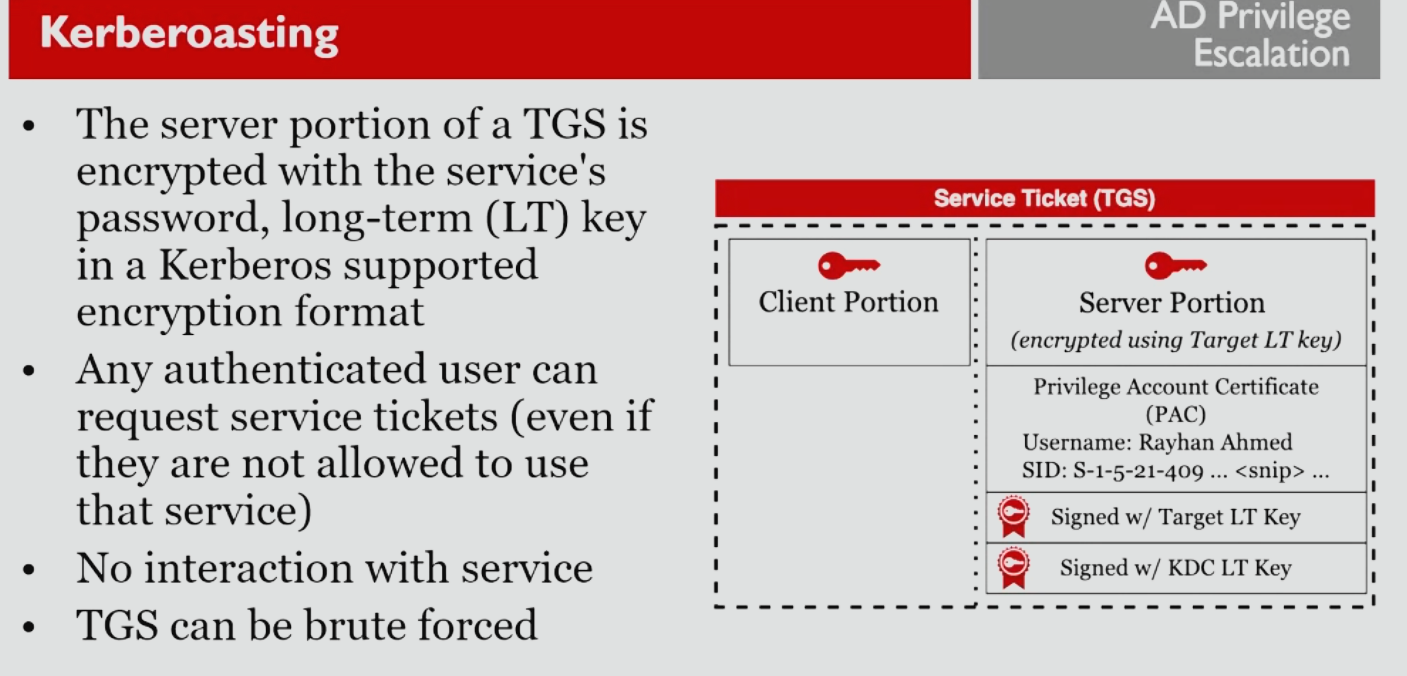 Kerberoasting
AD Privilege
Escalation
• The server portion of a TGS is
encrypted with the service's
password, long-term (LT) key
in a Kerberos supported
encryption format
• Any authenticated user can
request service tickets (even if
they are not allowed to use
that service)
• No interaction with service
• TGS can be brute forced
Service Ticket (TGS)
Client Portion
Server Portion
(encrypted using Target LT key)
Privilege Account Certificate
(PAC)
Username: Rayhan Ahmed
SID: S-1-5-21-409 ... <snip> ...
Signed w/ Target LT Key
Signed w/ KDC LT Key